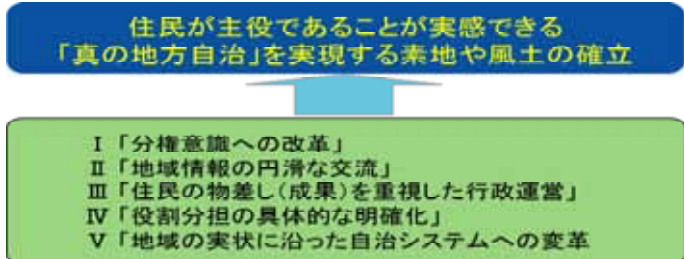 住民が主役であることが実感できる
「真の地方自治」を実現する素地や風土の確立
Ⅰ「分権意識への改革」
Ⅱ「地域情報の円滑な交流」
Ⅲ「住民の物差し(成果)を重視した行政運営」
Ⅳ「役割分担の具体的な明確化」
Ⅴ「地域の実状に沿った自治システムへの変革